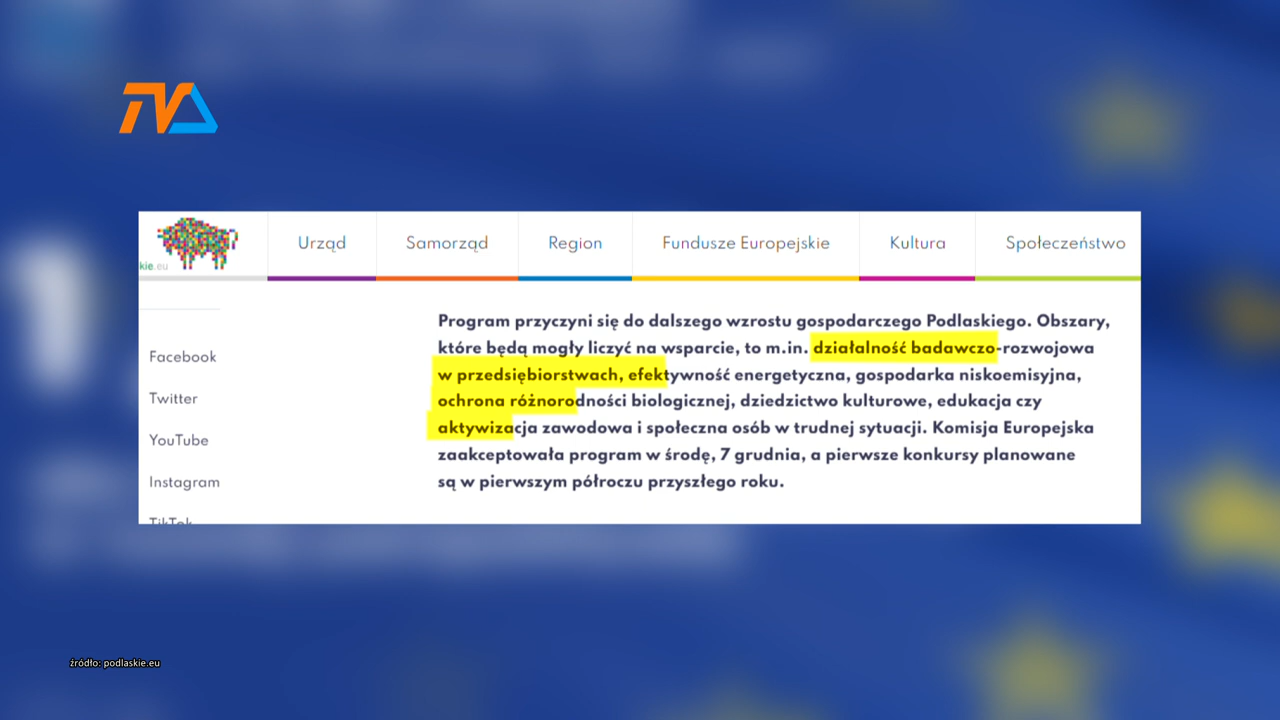 TVA
kie.eu
Urząd Samorząd Region Fundusze Europejskie Kultura Społeczeństwo
Program przyczyni się do dalszego wzrostu gospodarczego Podlaskiego. Obszary,
które będą mogły liczyć na wsparcie, to m.in. działalność badawczo-rozwojowa
w przedsiębiorstwach, efektywność energetyczna, gospodarka niskoemisyjna,
ochrona różnorodności biologicznej, dziedzictwo kulturowe, edukacja czy
aktywizacja zawodowa i społeczna osób w trudnej sytuacji. Komisja Europejska
zaakceptowała program w środę, 7 grudnia, a pierwsze konkursy planowane
są w pierwszym półroczu przyszłego roku.
Facebook
Twitter
YouTube
Instagram
TikTok
źródło: podlaskie.eu